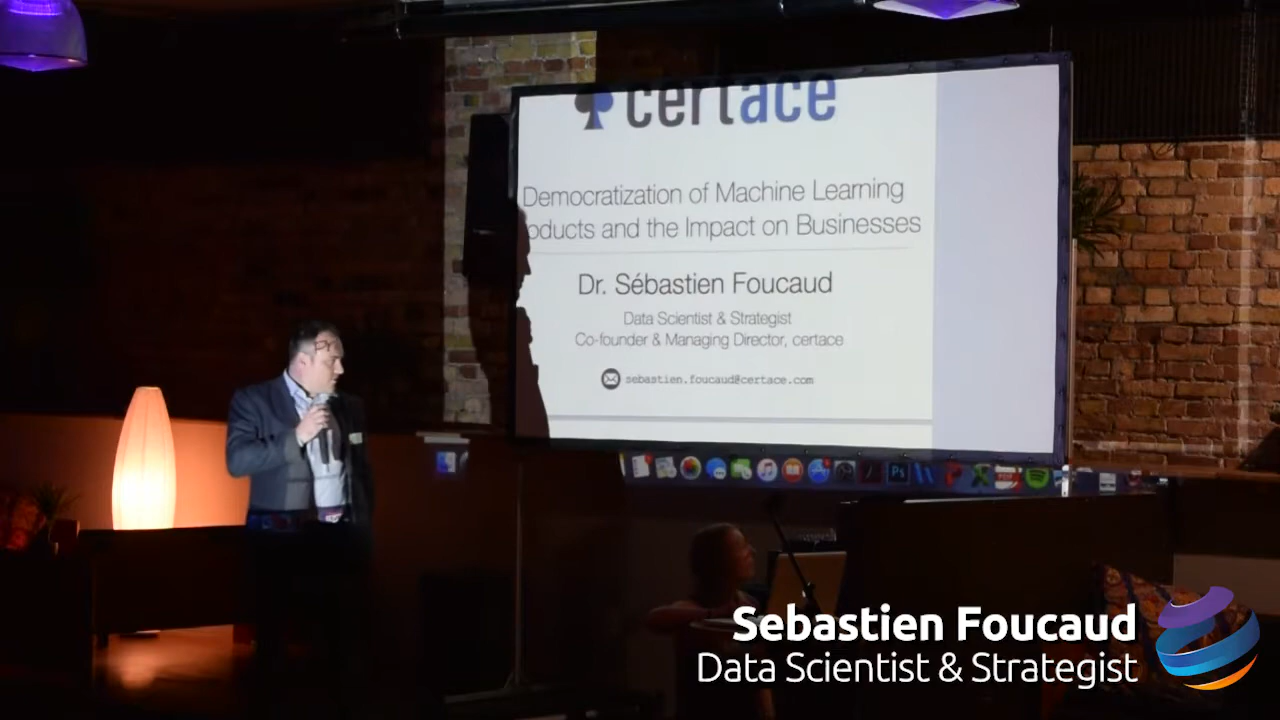 certace
Democratization of Machine Learning
oducts and the Impact on Businesses
Dr. Sébastien Foucaud
Data Scientist & Strategist
Co-founder & Managing Director, certace
sebastien.foucaud@certace.com
Ps
Sebastien Foucaud
Data Scientist & Strategist